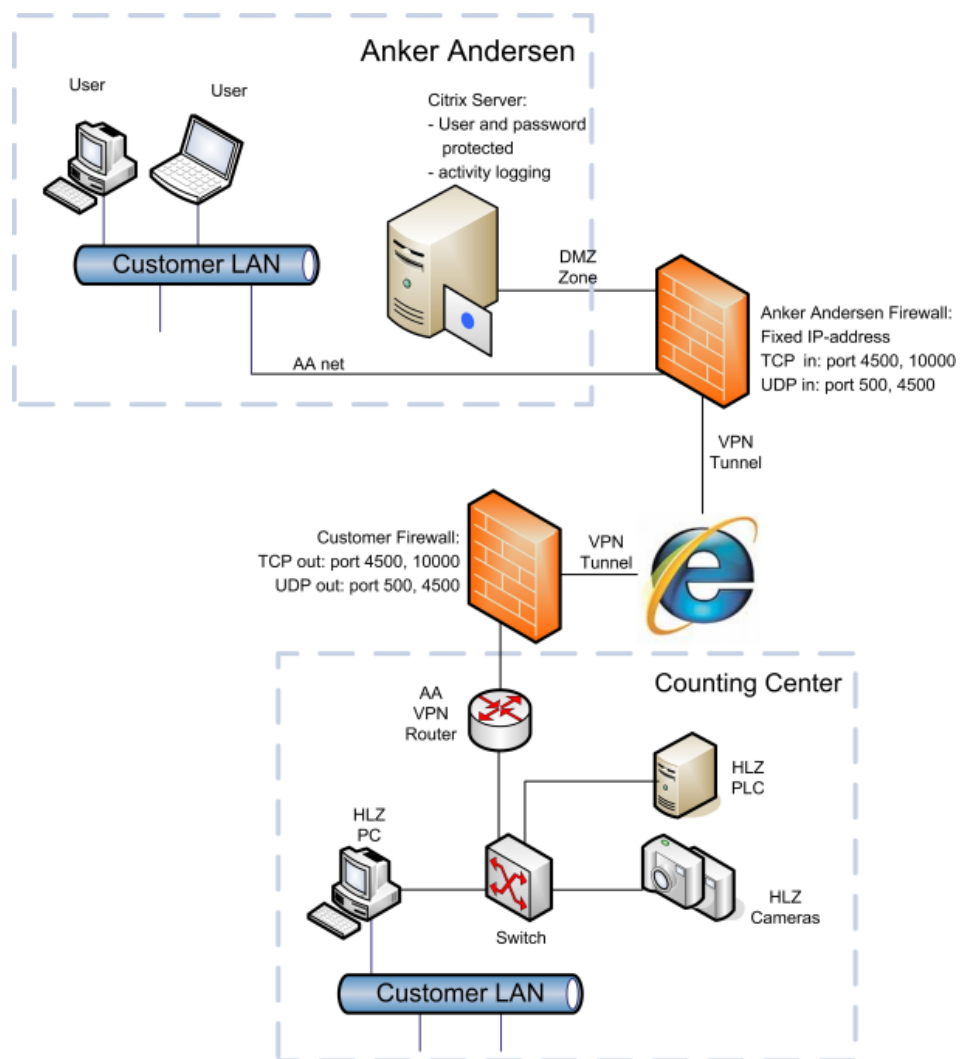 Anker Andersen
User
User
Citrix Server:
- User and password
protected
- activity logging
Customer LAN
DMZ
Zone
AA net
Anker Andersen Firewall:
Fixed IP-address
TCP in: port 4500, 10000
UDP in: port 500, 4500
VPN
Tunnel
Customer Firewall:
TCP out: port 4500, 10000
UDP out: port 500, 4500
VPN
Tunnel
Counting Center
AA
VPN
Router
HLZ
PLC
HLZ
PC
Switch
HLZ
Cameras
Customer LAN